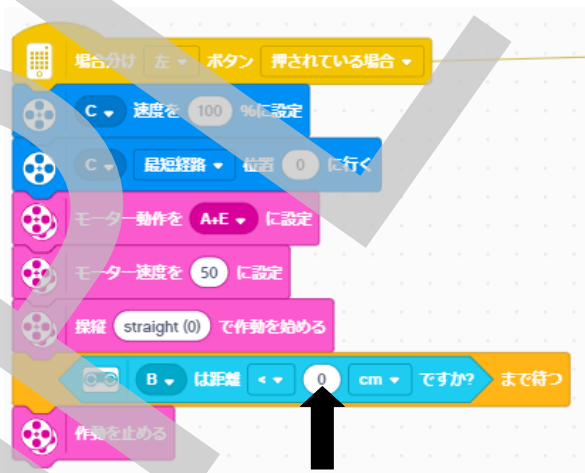 場合分け 左 ボタン 押されている場合
C 速度を 100 %に設定
C 最短経路 位置 0 に行く
モーター動作を A+E に設定
モーター速度を 50 に設定
操縦 straight (0) で作動を始める
B は距離 < 0 cm ですか? まで待つ
作動を止める